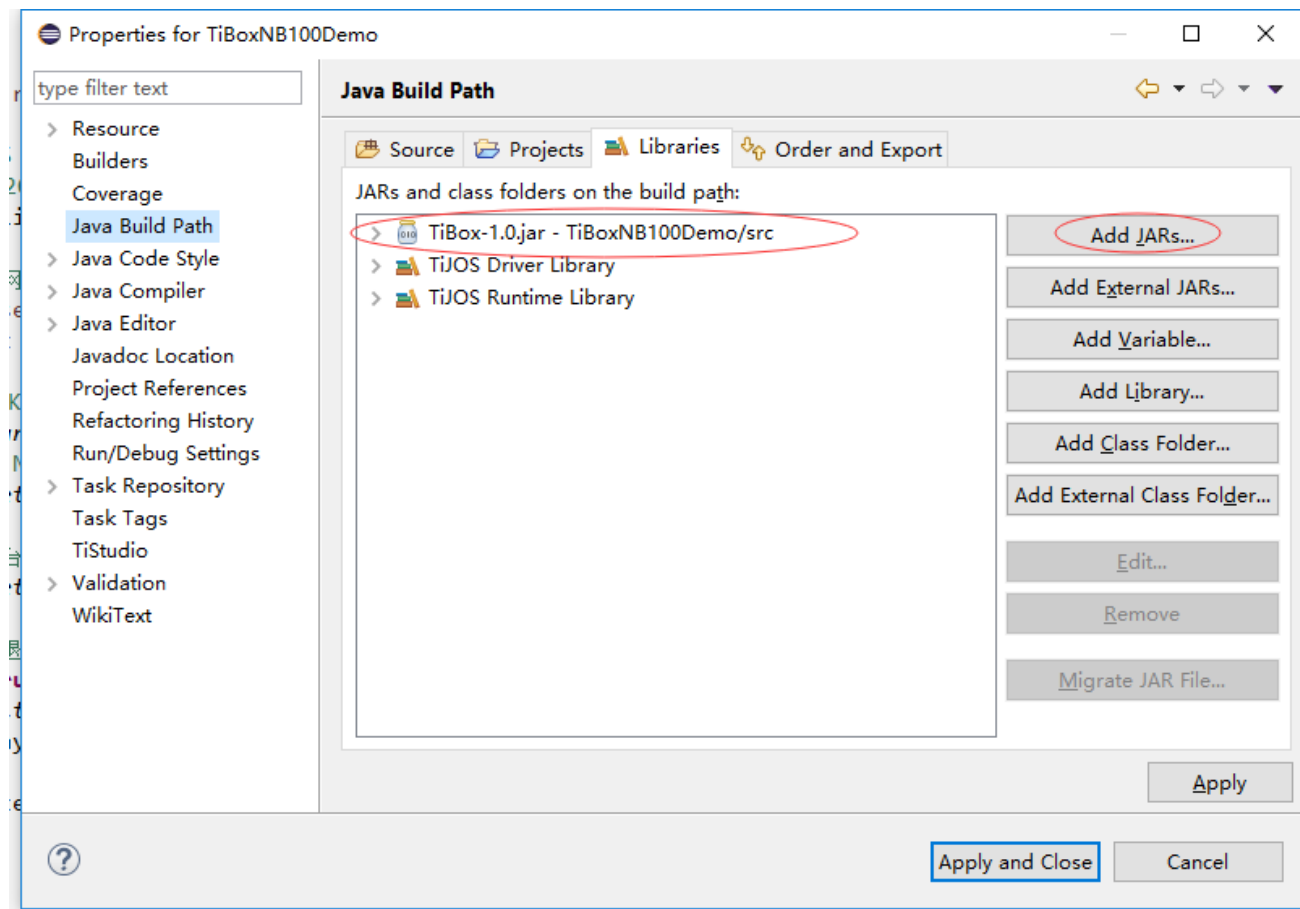 Properties for TiBoxNB100Demo
type filter text
Resource
Builders
Coverage
Java Build Path
Java Code Style
Java Compiler
Java Editor
Javadoc Location
Project References
Refactoring History
Run/Debug Settings
Task Repository
Task Tags
TiStudio
Validation
WikiText
Java Build Path
Source
Projects
Libraries
Order and Export
JARs and class folders on the build path:
TiBox-1.0.jar - TiBoxNB100Demo/src
TiJOS Driver Library
TiJOS Runtime Library
Add JARs...
Add External JARs...
Add Variable...
Add Library...
Add Class Folder...
Add External Class Folder...
Edit...
Remove
Migrate JAR File...
Apply
Apply and Close
Cancel